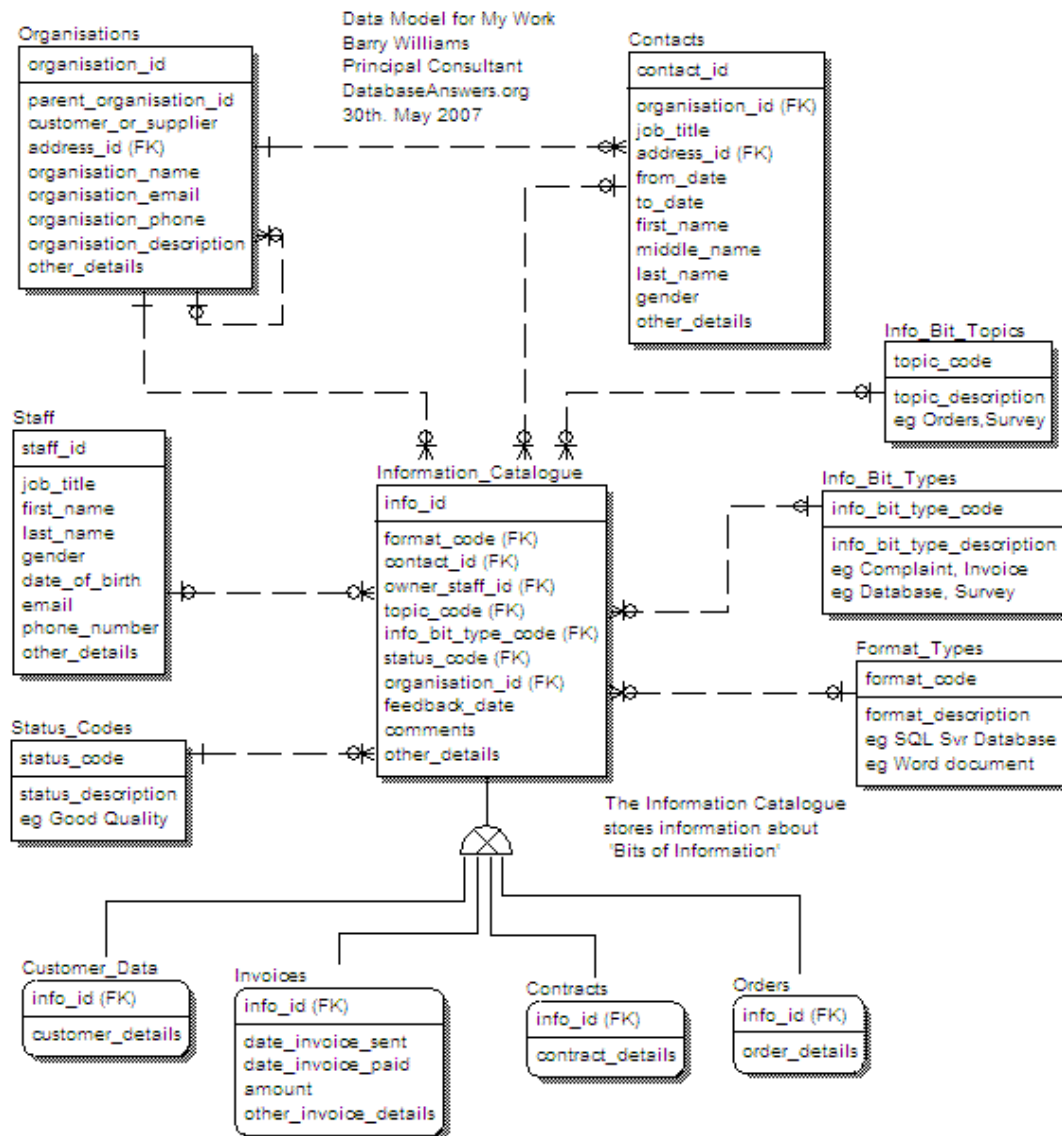 Data Model for My Work
Barry Williams
Principal Consultant
DatabaseAnswers.org
30th. May 2007
Organisations
organisation_id
parent_organisation_id
customer_or_supplier
address_id (FK)
organisation_name
organisation_email
organisation_phone
organisation_description
other_details
Contacts
contact_id
organisation_id (FK)
job_title
address_id (FK)
from_date
to_date
first_name
middle_name
last_name
gender
other_details
Info_Bit_Topics
topic_code
topic_description
eg Orders,Survey
Staff
staff_id
job_title
first_name
last_name
gender
date_of_birth
email
phone_number
other_details
Information_Catalogue
info_id
format_code (FK)
contact_id (FK)
owner_staff_id (FK)
topic_code (FK)
info_bit_type_code (FK)
status_code (FK)
organisation_id (FK)
feedback_date
comments
other_details
Info_Bit_Types
info_bit_type_code
info_bit_type_description
eg Complaint, Invoice
eg Database, Survey
Format_Types
format_code
format_description
eg SQL Svr Database
eg Word document
Status_Codes
status_code
status_description
eg Good Quality
The Information Catalogue
stores information about
'Bits of Information'
Customer_Data
info_id (FK)
customer_details
Invoices
info_id (FK)
date_invoice_sent
date_invoice_paid
amount
other_invoice_details
Contracts
info_id (FK)
contract_details
Orders
info_id (FK)
order_details